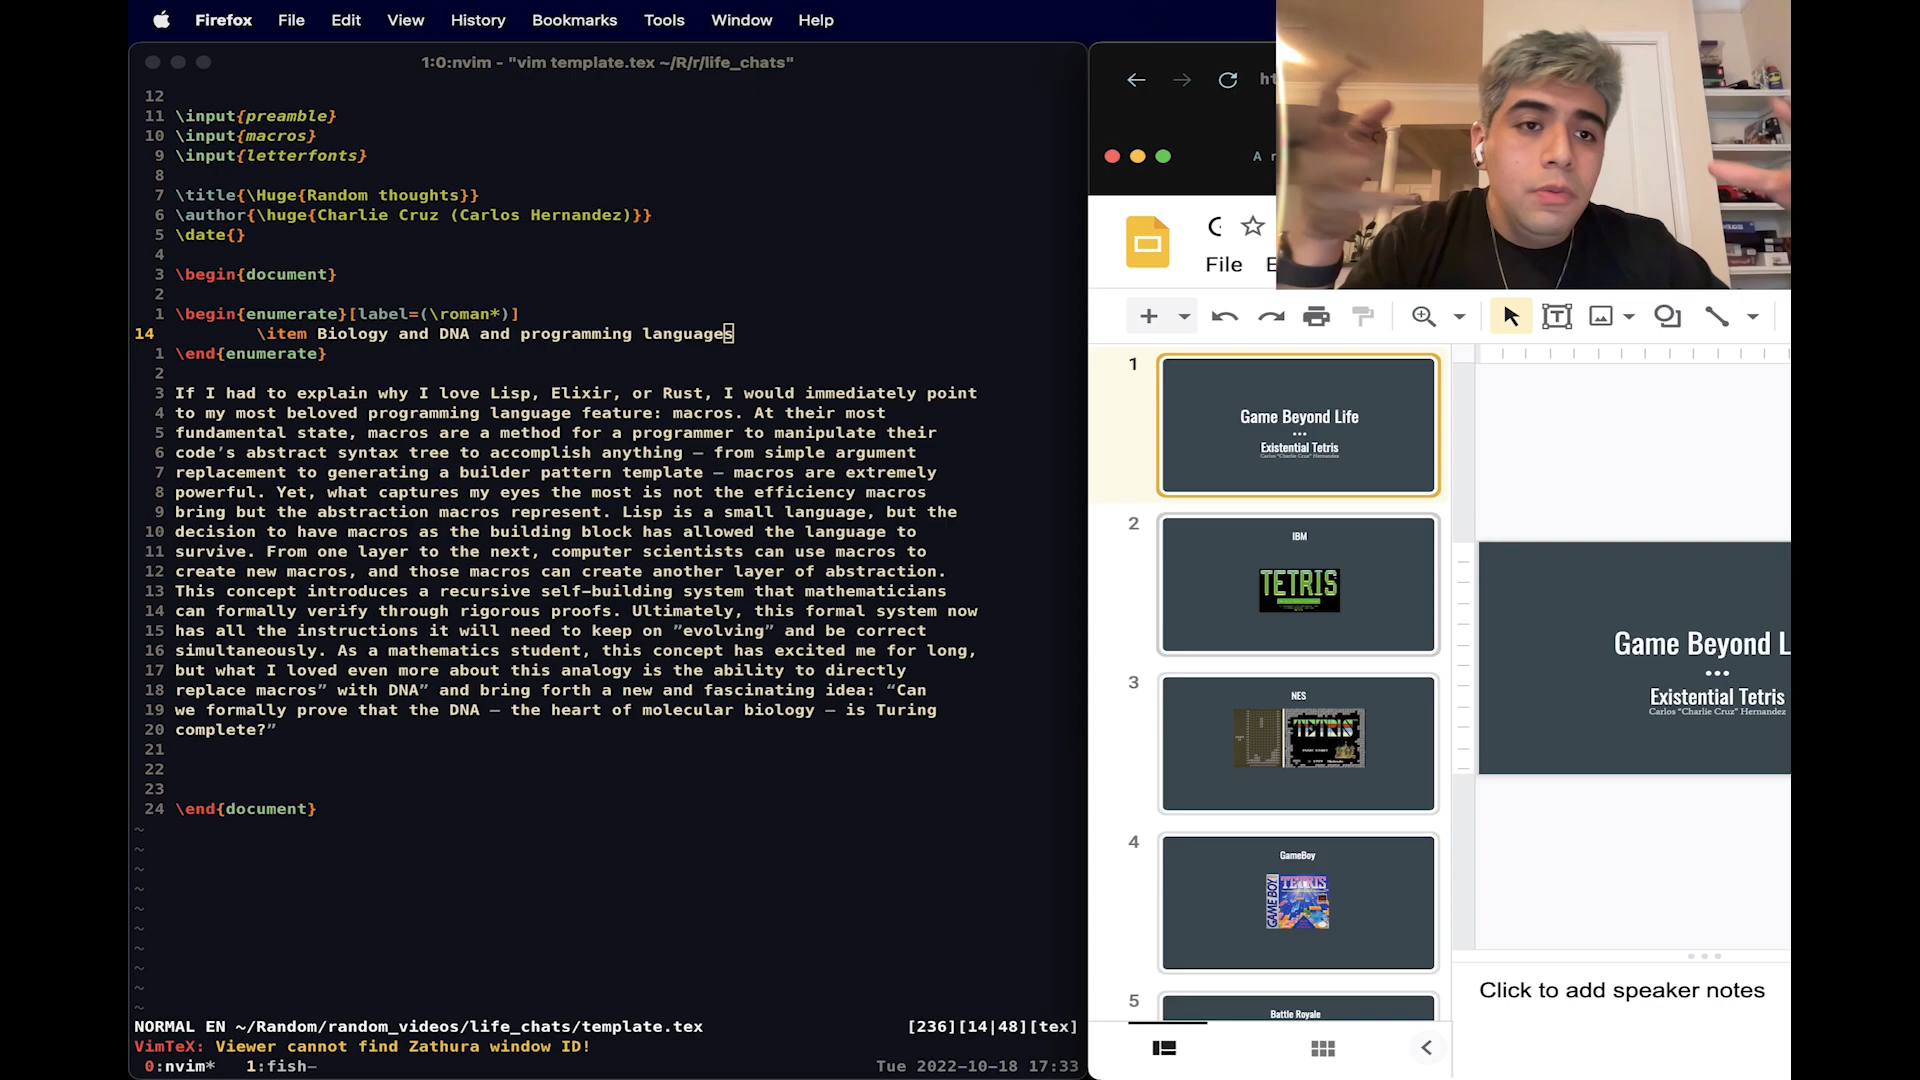 Firefox File Edit View History Bookmarks Tools Window Help
1:0:nvim - "vim template.tex ~/R/r/life_chats"
12
11 \input{preamble}
10 \input{macros}
9 \input{letterfonts}
8
7 \title{\Huge{Random thoughts}}
6 \author{\huge{Charlie Cruz (Carlos Hernandez)}}
5 \date{}
4
3 \begin{document}
2
1 \begin{enumerate}[label=(\roman*)]
14 \item Biology and DNA and programming languages
1 \end{enumerate}
2
3 If I had to explain why I love Lisp, Elixir, or Rust, I would immediately point
4 to my most beloved programming language feature: macros. At their most
5 fundamental state, macros are a method for a programmer to manipulate their
6 code’s abstract syntax tree to accomplish anything — from simple argument
7 replacement to generating a builder pattern template — macros are extremely
8 powerful. Yet, what captures my eyes the most is not the efficiency macros
9 bring but the abstraction macros represent. Lisp is a small language, but the
10 decision to have macros as the building block has allowed the language to
11 survive. From one layer to the next, computer scientists can use macros to
12 create new macros, and those macros can create another layer of abstraction.
13 This concept introduces a recursive self-building system that mathematicians
14 can formally verify through rigorous proofs. Ultimately, this formal system now
15 has all the instructions it will need to keep on ”evolving” and be correct
16 simultaneously. As a mathematics student, this concept has excited me for long,
17 but what I loved even more about this analogy is the ability to directly
18 replace macros” with DNA” and bring forth a new and fascinating idea: “Can
19 we formally prove that the DNA — the heart of molecular biology — is Turing
20 complete?”
21
22
23
24 \end{document}
~
~
~
~
~
~
~
~
~
~
NORMAL EN ~/Random/random_videos/life_chats/template.tex [236][14|48][tex]
VimTeX: Viewer cannot find Zathura window ID!
0:nvim* 1:fish- Tue 2022-10-18 17:33
ht
A r
File E
1
Game Beyond Life
Existential Tetris
Carlos "Charlie Cruz" Hernandez
2
IBM
TETRIS
3
NES
TETRIS
4
GameBoy
GAME BOY
TETRIS
5
Battle Royale
Game Beyond L
Existential Tetris
Carlos "Charlie Cruz" Hernandez
Click to add speaker notes